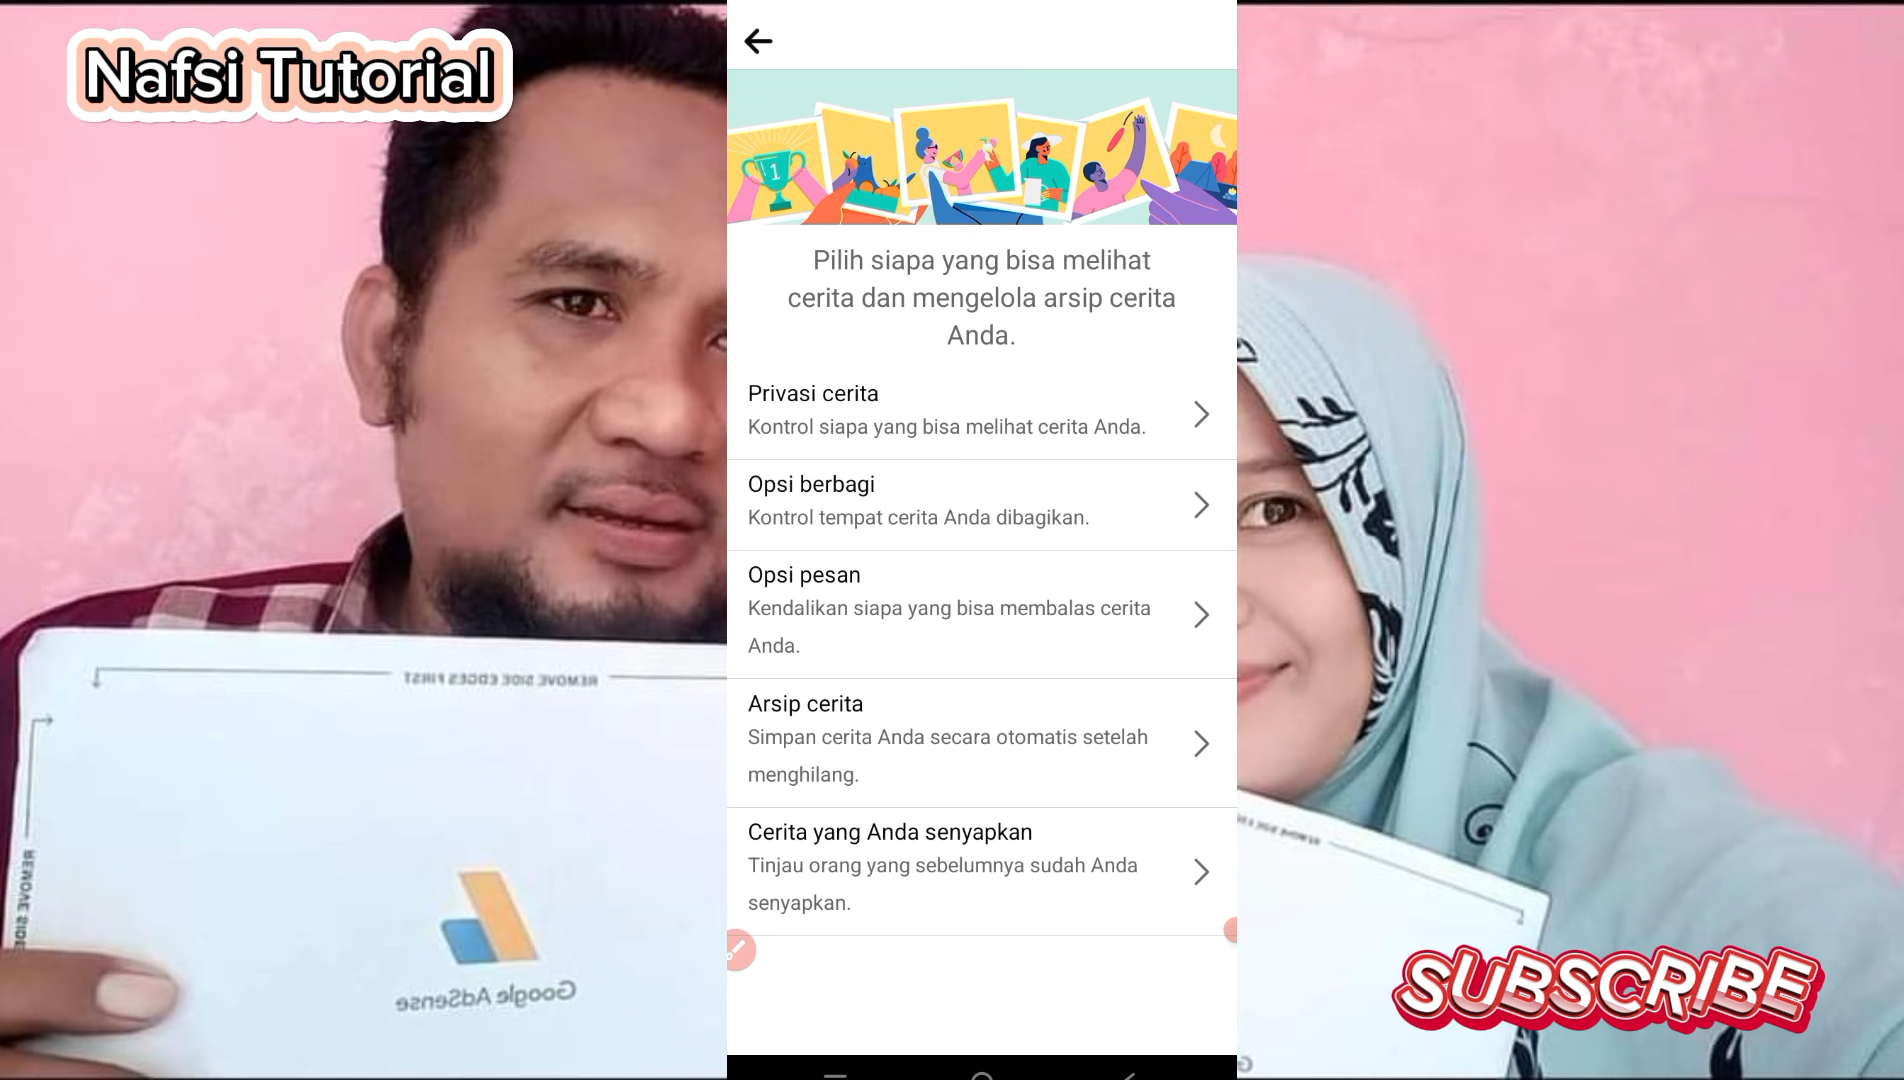 Nafsi Tutorial
1
Pilih siapa yang bisa melihat
cerita dan mengelola arsip cerita
Anda.
Privasi cerita
Kontrol siapa yang bisa melihat cerita Anda.
Opsi berbagi
Kontrol tempat cerita Anda dibagikan.
Opsi pesan
Kendalikan siapa yang bisa membalas cerita
Anda.
Arsip cerita
Simpan cerita Anda secara otomatis setelah
menghilang.
Cerita yang Anda senyapkan
Tinjau orang yang sebelumnya sudah Anda
senyapkan.
REMOVE SIDE EDGES FIRST
REMOVE SIDE
Google AdSense
SUBSCRIBE